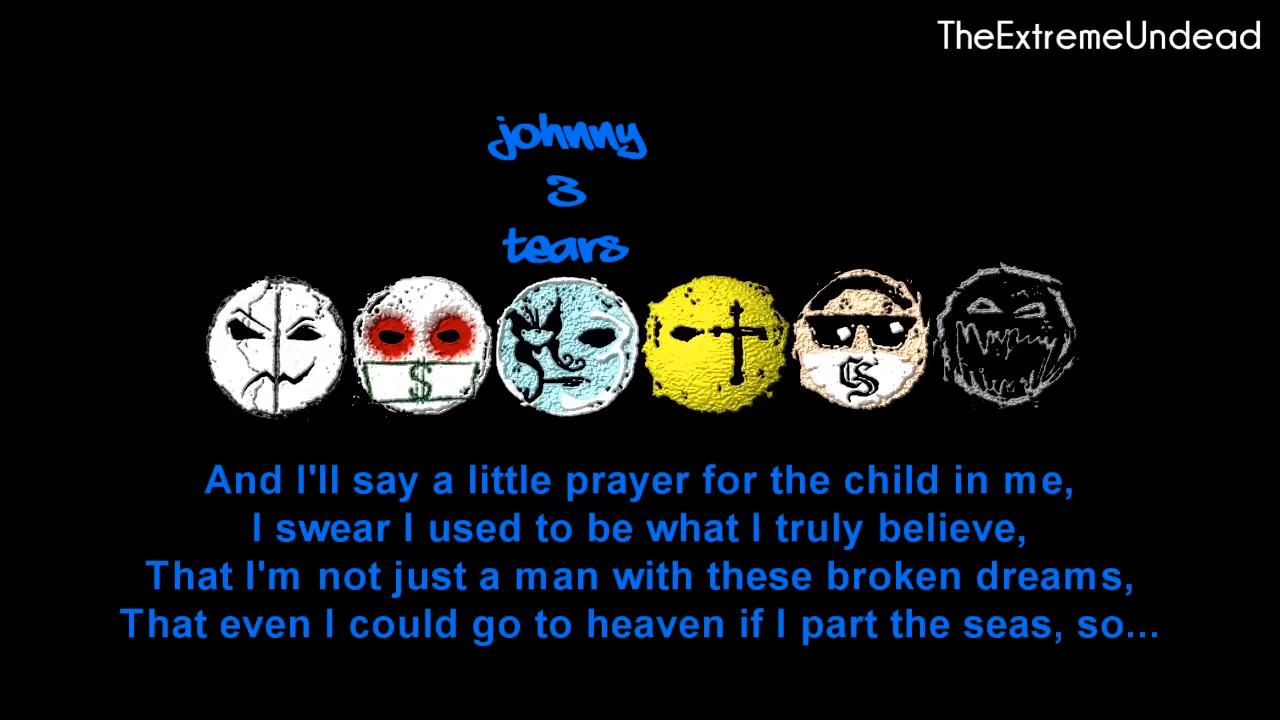 TheExtremeUndead
johnny
3
tears
$
S
And I'll say a little prayer for the child in me,
I swear I used to be what I truly believe,
That I'm not just a man with these broken dreams,
That even I could go to heaven if I part the seas, so...